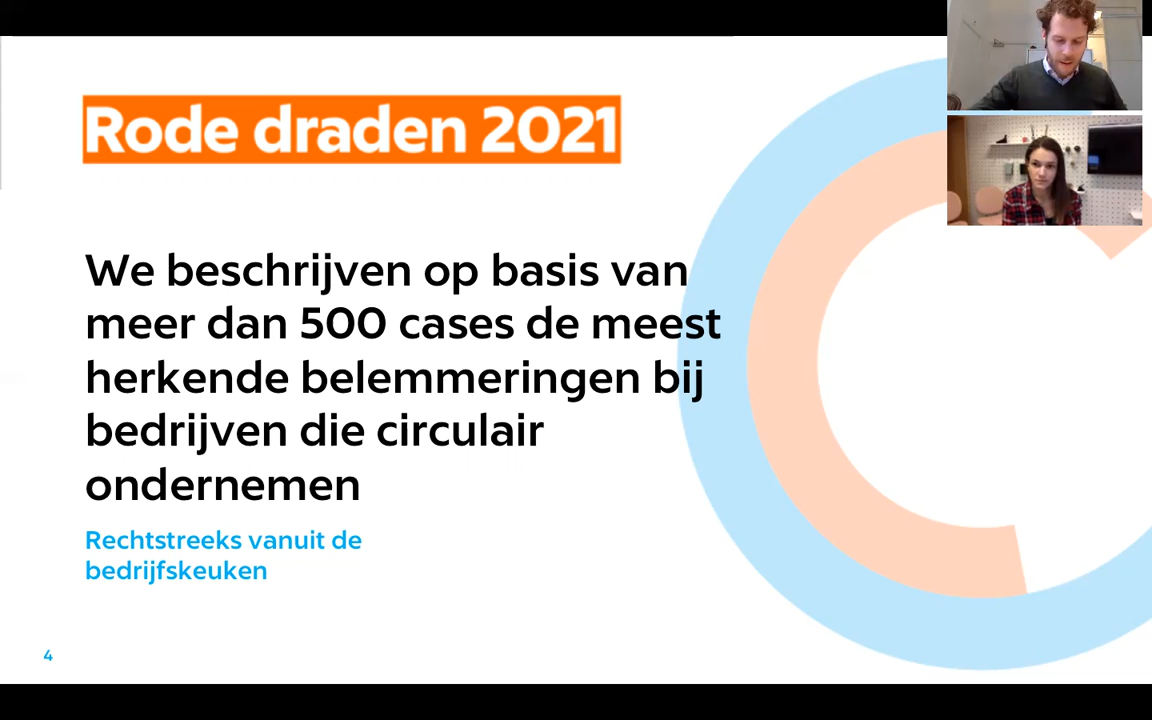 Rode draden 2021
We beschrijven op basis van
meer dan 500 cases de meest
herkende belemmeringen bij
bedrijven die circulair
ondernemen
Rechtstreeks vanuit de
bedrijfskeuken
4